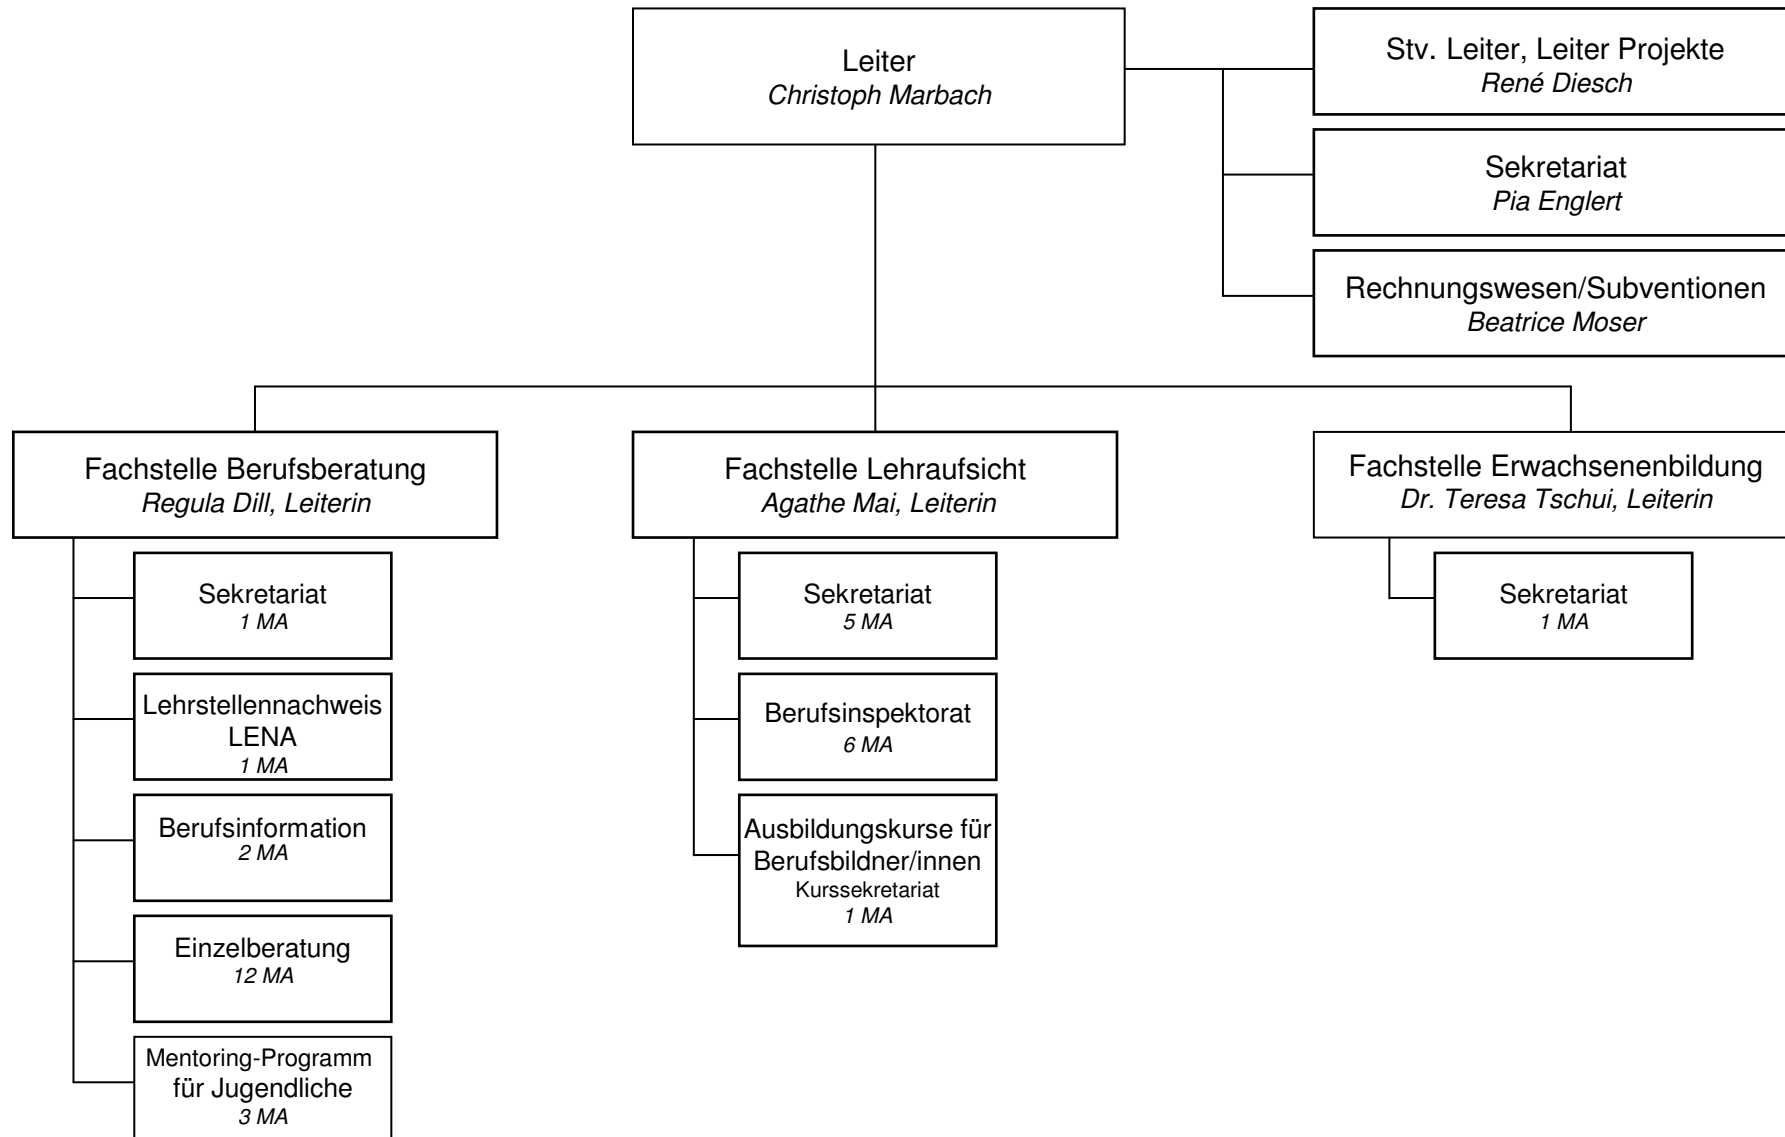 Leiter
Christoph Marbach
Stv. Leiter, Leiter Projekte
René Diesch
Sekretariat
Pia Englert
Rechnungswesen/Subventionen
Beatrice Moser
Fachstelle Berufsberatung
Regula Dill, Leiterin
Sekretariat
1 MA
Lehrstellennachweis
LENA
1 MA
Berufsinformation
2 MA
Einzelberatung
12 MA
Mentoring-Programm
für Jugendliche
3 MA
Fachstelle Lehraufsicht
Agathe Mai, Leiterin
Sekretariat
5 MA
Berufsinspektorat
6 MA
Ausbildungskurse für
Berufsbildner/innen
Kurssekretariat
1 MA
Fachstelle Erwachsenenbildung
Dr. Teresa Tschui, Leiterin
Sekretariat
1 MA